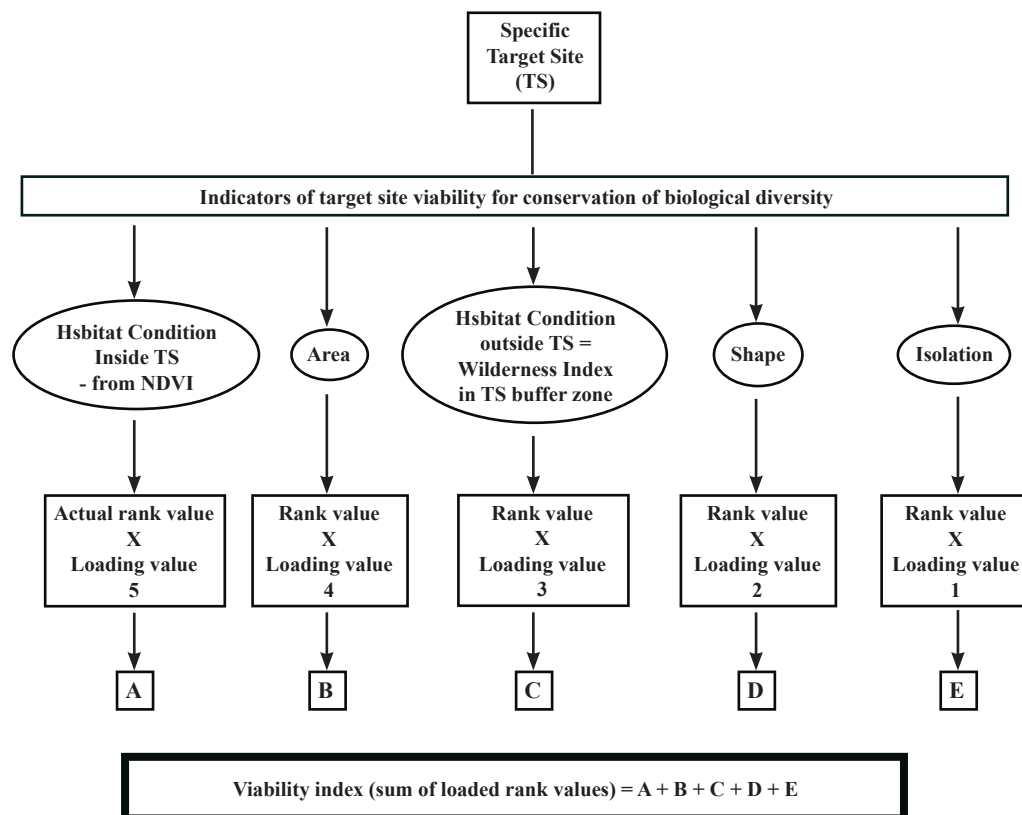 Specific
Target Site
(TS)
Indicators of target site viability for conservation of biological diversity
Hsbitat Condition
Inside TS
- from NDVI
Area
Hsbitat Condition
outside TS =
Wilderness Index
in TS buffer zone
Shape
Isolation
Actual rank value
X
Loading value
5
Rank value
X
Loading value
4
Rank value
X
Loading value
3
Rank value
X
Loading value
2
Rank value
X
Loading value
1
A
B
C
D
E
Viability index (sum of loaded rank values) = A + B + C + D + E